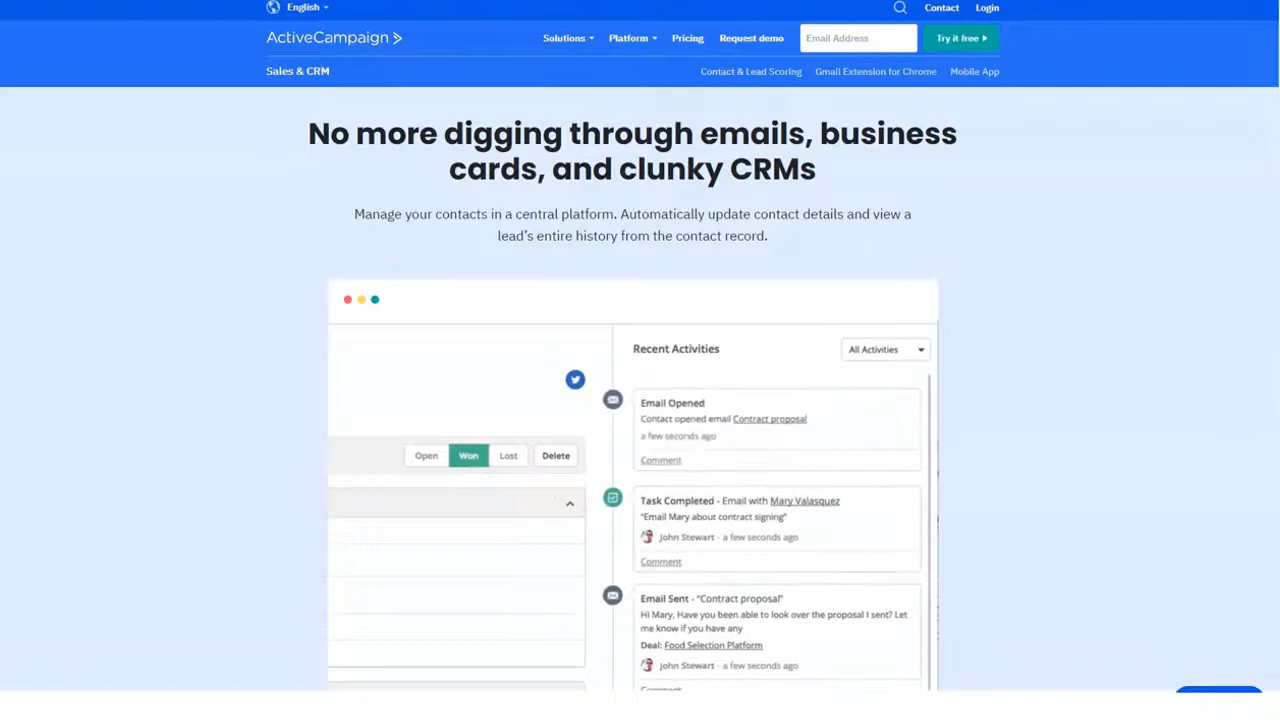 English
Contact
Login
ActiveCampaign
Solutions
Platform
Pricing
Request demo
Email Address
Try it free
Sales & CRM
Contact & Lead Scoring
Gmail Extension for Chrome
Mobile App
No more digging through emails, business
cards, and clunky CRMs
Manage your contacts in a central platform. Automatically update contact details and view a
lead's entire history from the contact record.
Recent Activities
All Activities
Email Opened
Contact opened email Contract proposal
a few seconds ago
Comment
Open
Won
Lost
Delete
Task Completed - Email with Mary Valasquez
"Email Mary about contract signing"
John Stewart - a few seconds ago
Comment
Email Sent - "Contract proposal"
Hi Mary, Have you been able to look over the proposal I sent? Let
me know if you have any
Deal: Food Selection Platform
John Stewart - a few seconds ago